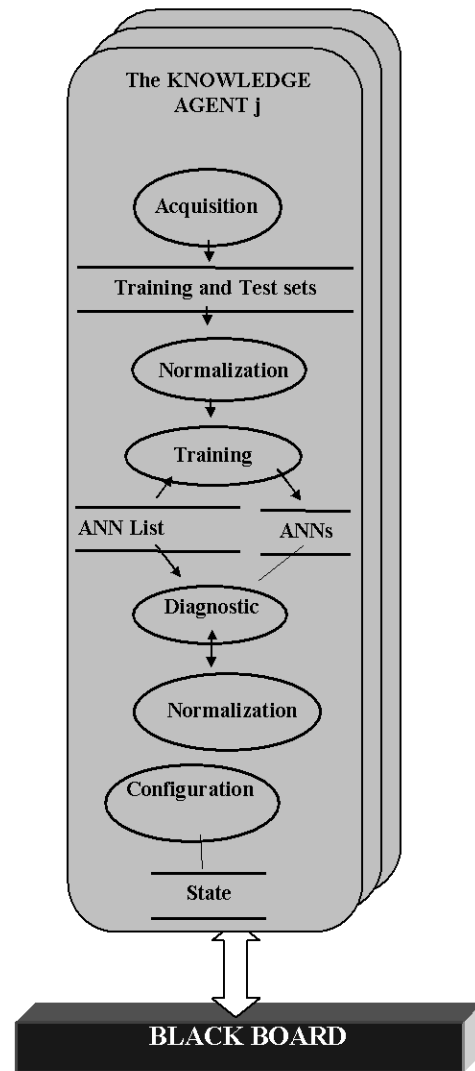 The KNOWLEDGE
AGENT j
Acquisition
Training and Test sets
Normalization
Training
ANN List
ANNs
Diagnostic
Normalization
Configuration
State
BLACK BOARD